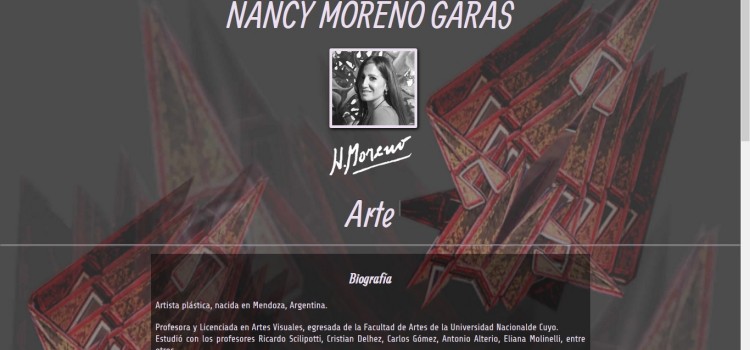 NANCY MORENO GARAS
N.Moreno
Arte
Biografía
Artista plástica, nacida en Mendoza, Argentina.
Profesora y Licenciada en Artes Visuales, egresada de la Facultad de Artes de la Universidad Nacionalde Cuyo.
Estudió con los profesores Ricardo Scilipotti, Cristian Delhez, Carlos Gómez, Antonio Alterio, Eliana Molinelli, entre
otros